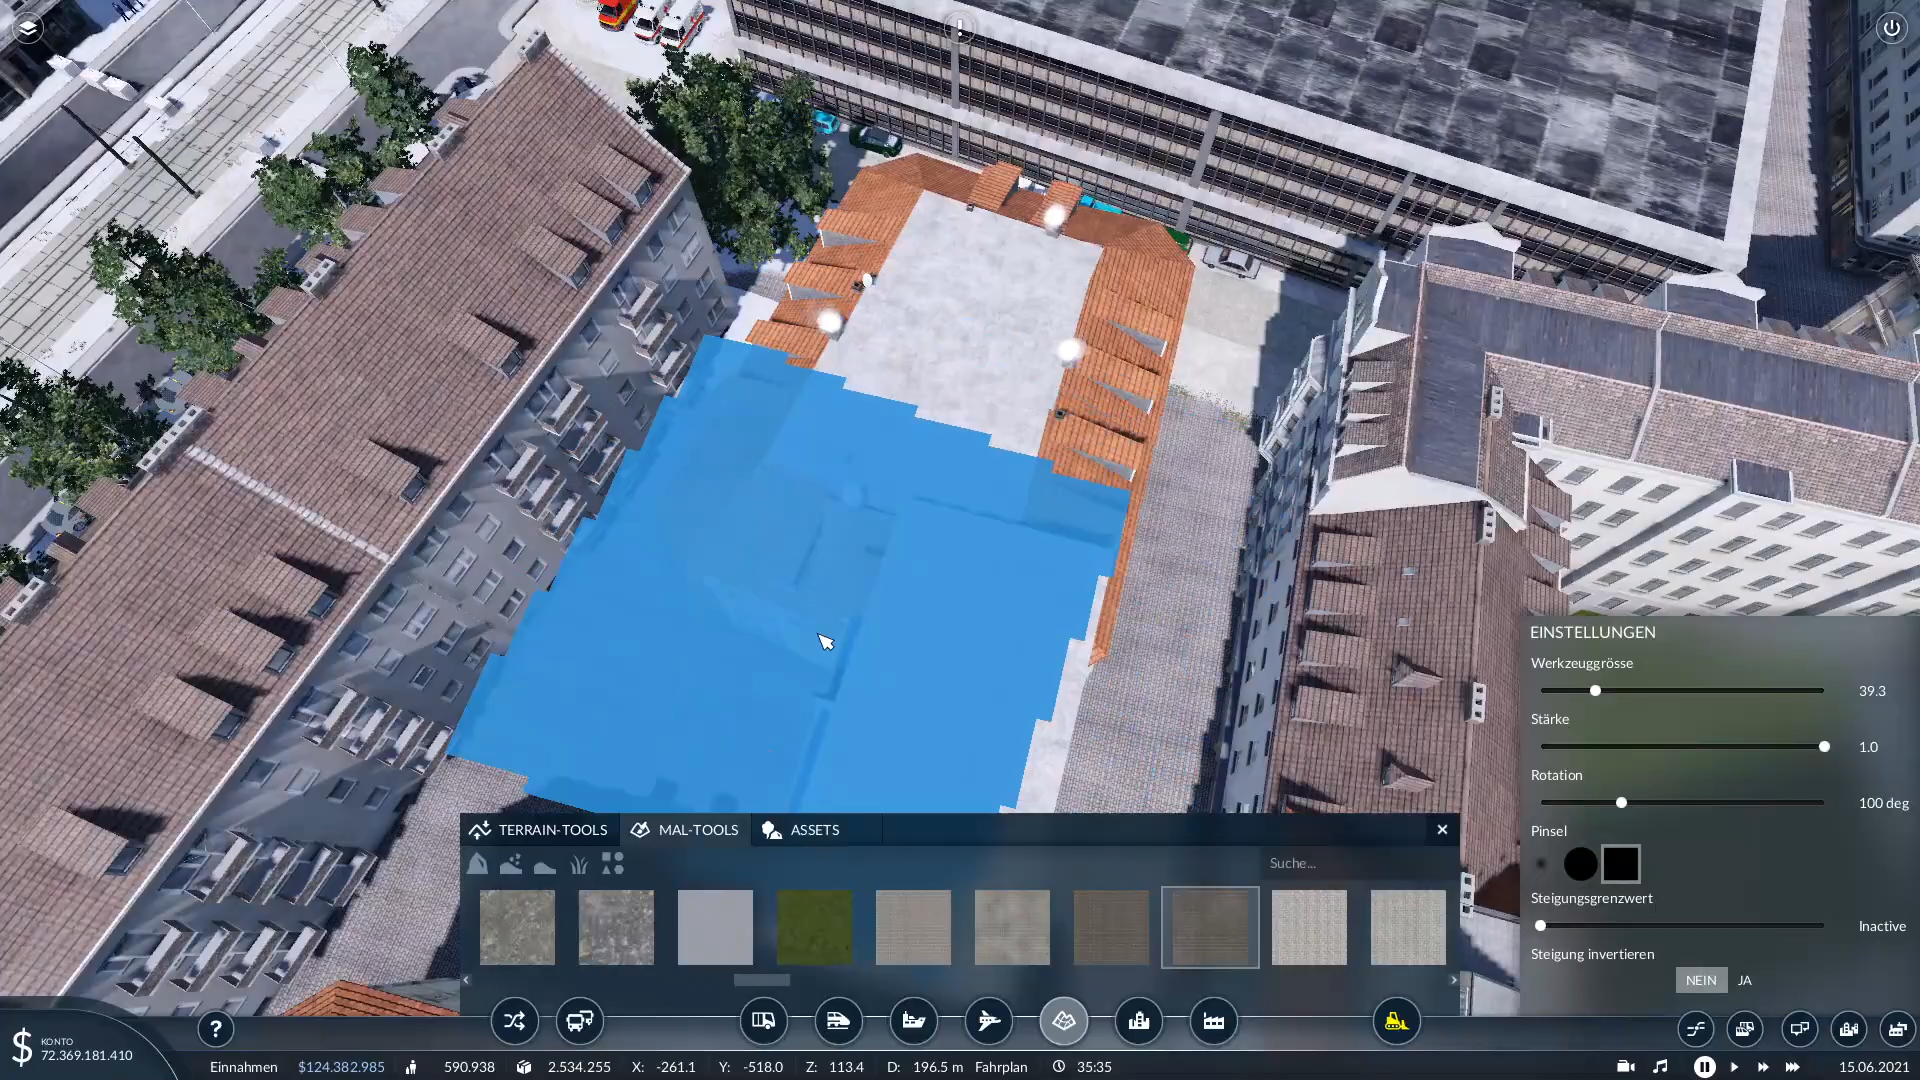 EINSTELLUNGEN
Werkzeuggrösse
39.3
Stärke
1.0
Rotation
100 deg
Pinsel
Steigungsgrenzwert
Inactive
Steigung invertieren
NEIN JA
TERRAIN-TOOLS MAL-TOOLS ASSETS
Suche...
?
$ KONTO
72.369.181.410
Einnahmen $124.382.985 590.938 2.534.255 X: -261.1 Y: -518.0 Z: 113.4 D: 196.5 m Fahrplan 35:35 15.06.2021